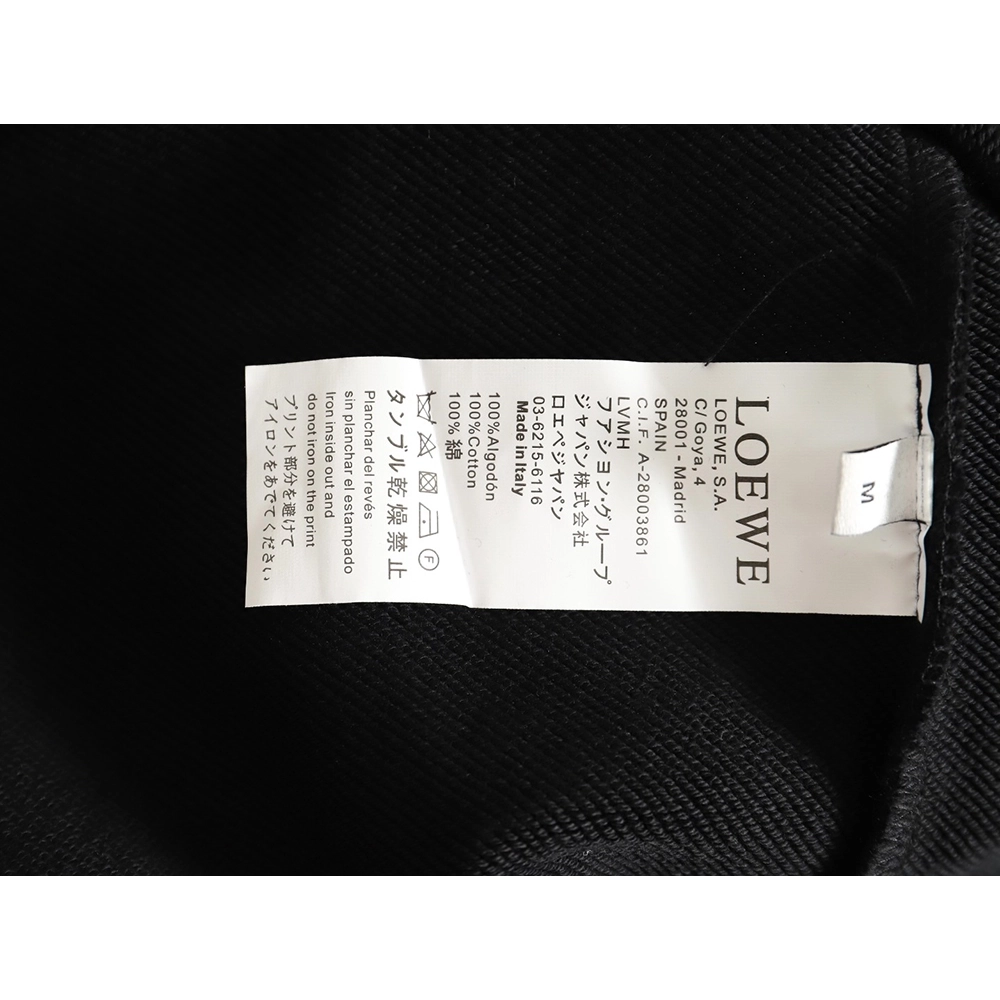 LOEWE
LOEWE, S.A.
C/Goya, 4
28001 - Madrid
SPAIN
C.I.F. A-28003861
LVMH
ファシヨン・グループ
ジャパン株式会社
ロエベジャパン
03-6215-6116
Made in Italy
100%Algodón
100%Cotton
100% 綿
F
タンブル乾燥禁止
Planchar del revés
sin planchar el estampado
Iron inside out and
do not iron on the print
プリント部分を避けて
アイロンをあでてください
M